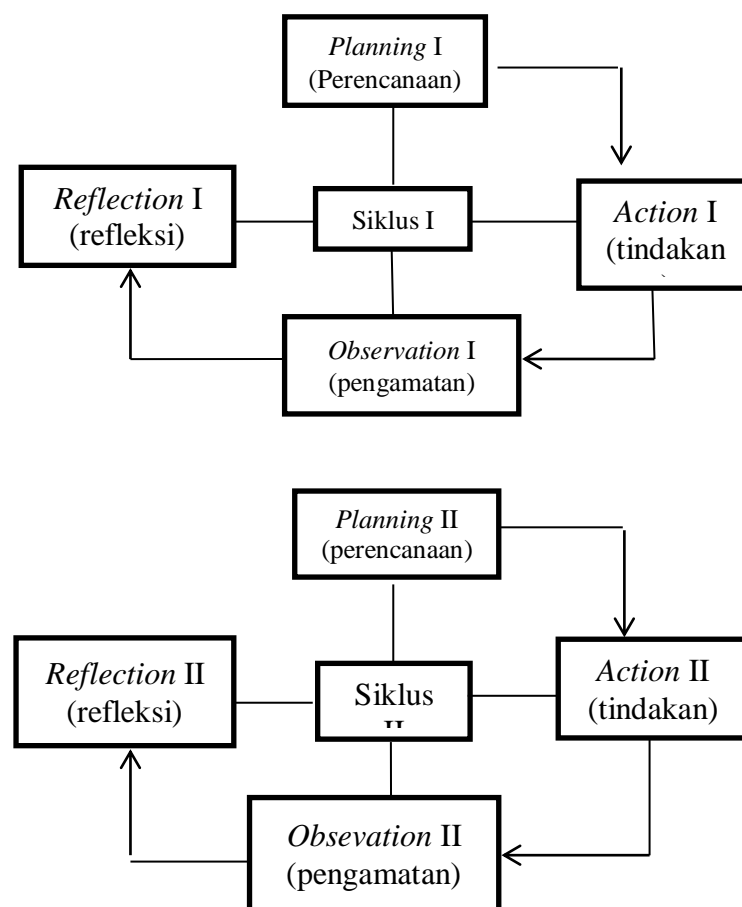 Planning I
(Perencanaan)
Reflection I
(refleksi)
Siklus I
Action I
(tindakan
Observation I
(pengamatan)
Planning II
(perencanaan)
Reflection II
(refleksi)
Siklus
II
Action II
(tindakan)
Obsevation II
(pengamatan)